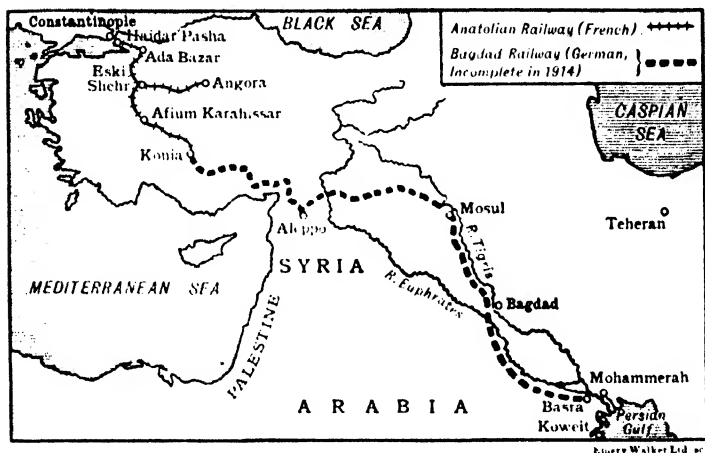 Constantinople
BLACK SEA
Haidar Pasha
Ada Bazar
Eski
Shehr
Angora
Afium Karahissar
Konia
Anatolian Railway (French)
Bagdad Railway (German,
Incomplete in 1914)
CASPIAN
SEA
Teheran
Mosul
R. Tigris
Aleppo
SYRIA
MEDITERRANEAN SEA
R. Euphrates
Bagdad
PALESTINE
ARABIA
Mohammerah
Basra
Persian
Gulf
Koweit
Emery Walker Ltd.